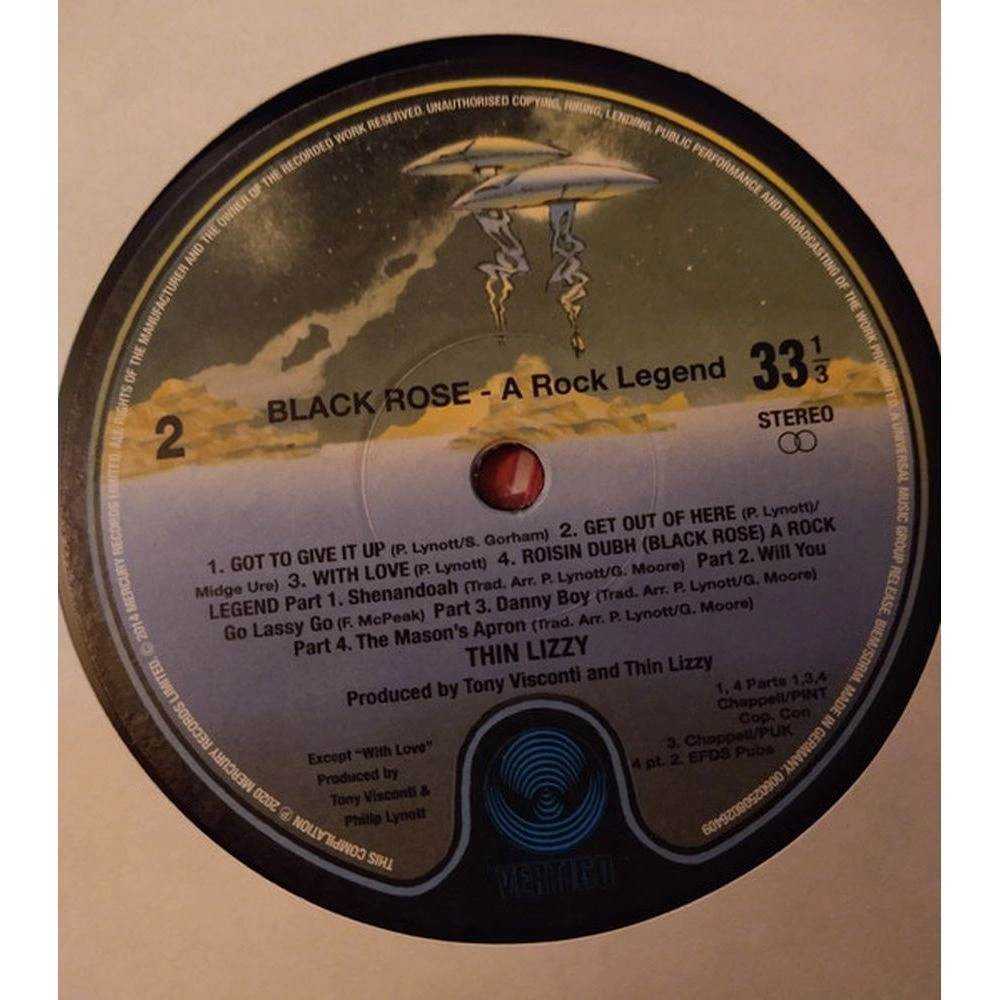 THIS COMPILATION ℗ 2020 MERCURY RECORDS LIMITED. © 2014 MERCURY RECORDS LIMITED. ALL RIGHTS OF THE MANUFACTURER AND THE OWNER OF THE RECORDED WORK RESERVED. UNAUTHORISED COPYING, HIRING, LENDING, PUBLIC PERFORMANCE AND BROADCASTING OF THE WORK PROHIBITED. A UNIVERSAL MUSIC GROUP RELEASE. BIEM/SDRM MADE IN GERMANY. 00602508026409
BLACK ROSE - A Rock Legend
33 1/3
STEREO
2
1. GOT TO GIVE IT UP (P. Lynott/S. Gorham) 2. GET OUT OF HERE (P. Lynott)/
Midge Ure) 3. WITH LOVE (P. Lynott) 4. ROISIN DUBH (BLACK ROSE) A ROCK
LEGEND Part 1. Shenandoah (Trad. Arr. P. Lynott/G. Moore) Part 2. Will You
Go Lassy Go (F. McPeak) Part 3. Danny Boy (Trad. Arr. P. Lynott/G. Moore)
Part 4. The Mason's Apron (Trad. Arr. P. Lynott/G. Moore)
THIN LIZZY
Produced by Tony Visconti and Thin Lizzy
1, 4 Parts 1,3,4
Chappell/PINT
Cop. Con
3. Chappell/PUK
4 pt. 2. EFDS Pubs
Except "With Love"
Produced by
Tony Visconti &
Philip Lynott
VERTIGO